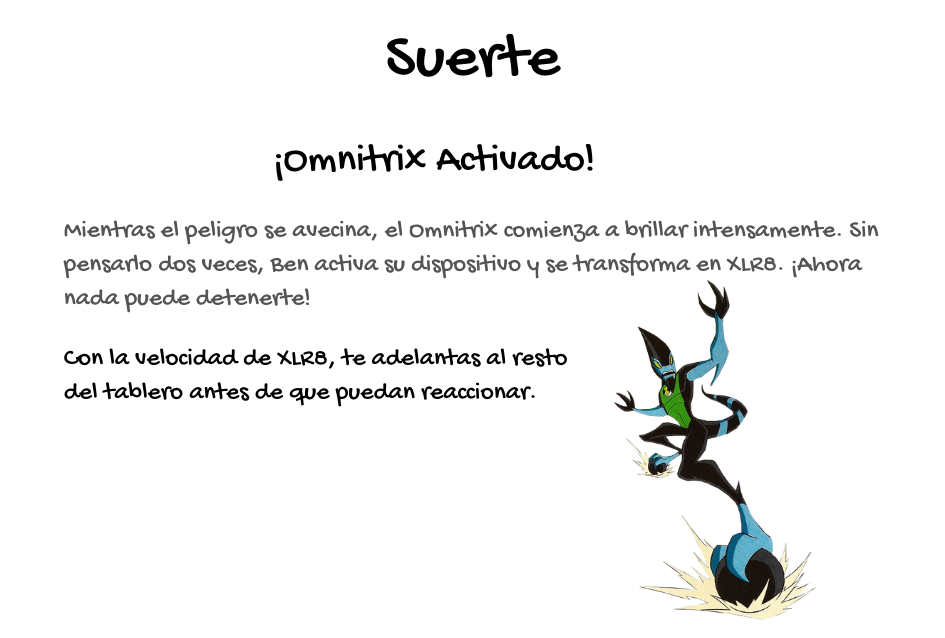 Suerte
¡Omnitrix Activado!
Mientras el peligro se avecina, el Omnitrix comienza a brillar intensamente. Sin
pensarlo dos veces, Ben activa su dispositivo y se transforma en XLR8. ¡Ahora
nada puede detenerte!
Con la velocidad de XLR8, te adelantas al resto
del tablero antes de que puedan reaccionar.